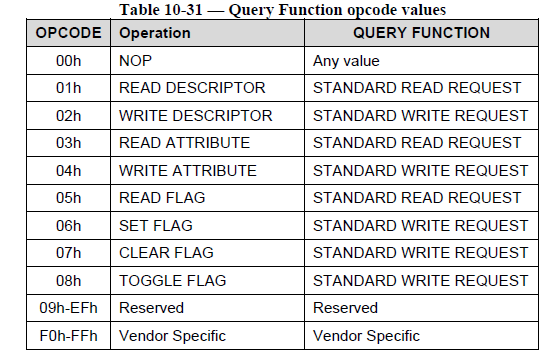 Table 10-31 — Query Function opcode values
OPCODE Operation QUERY FUNCTION
00h NOP Any value
01h READ DESCRIPTOR STANDARD READ REQUEST
02h WRITE DESCRIPTOR STANDARD WRITE REQUEST
03h READ ATTRIBUTE STANDARD READ REQUEST
04h WRITE ATTRIBUTE STANDARD WRITE REQUEST
05h READ FLAG STANDARD READ REQUEST
06h SET FLAG STANDARD WRITE REQUEST
07h CLEAR FLAG STANDARD WRITE REQUEST
08h TOGGLE FLAG STANDARD WRITE REQUEST
09h-EFh Reserved Reserved
F0h-FFh Vendor Specific Vendor Specific